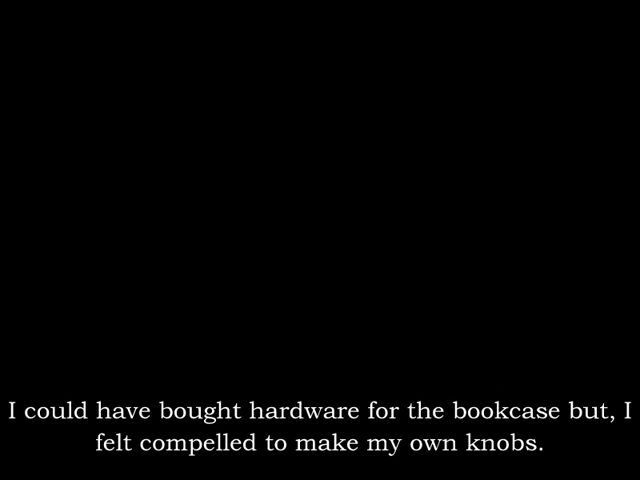 I could have bought hardware for the bookcase but, I
felt compelled to make my own knobs.